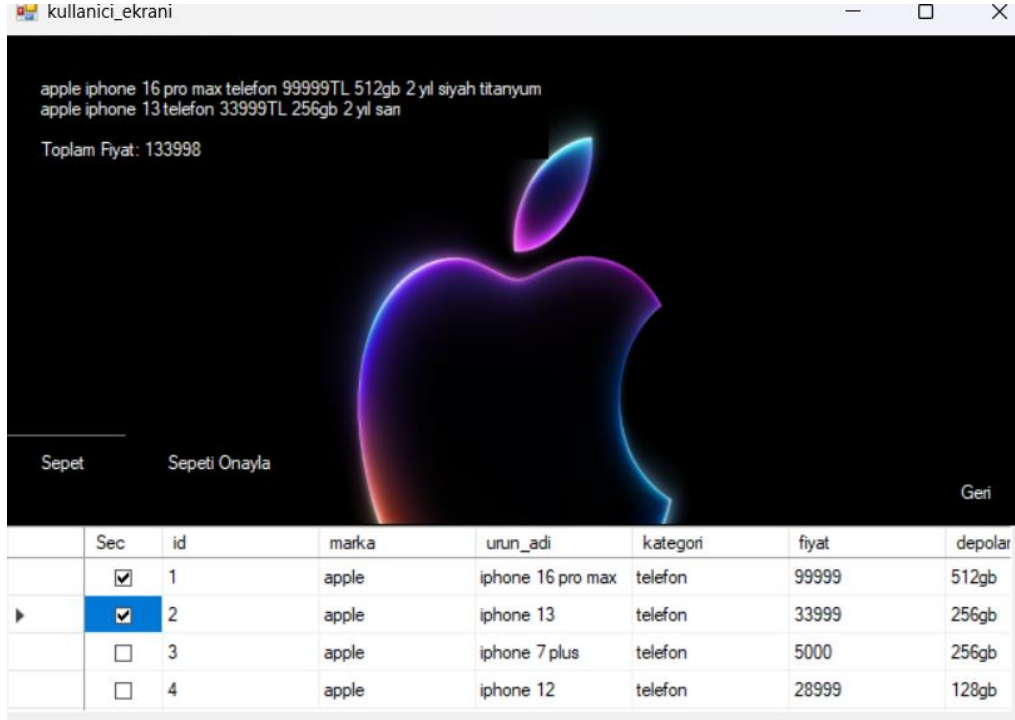 kullanici_ekrani
apple iphone 16 pro max telefon 99999TL 512gb 2 yıl siyah titanyum
apple iphone 13 telefon 33999TL 256gb 2 yıl sarı
Toplam Fiyat: 133998
Sepet Sepeti Onayla
Geri
Sec id marka urun_adi kategori fiyat depolar
1 apple iphone 16 pro max telefon 99999 512gb
2 apple iphone 13 telefon 33999 256gb
3 apple iphone 7 plus telefon 5000 256gb
4 apple iphone 12 telefon 28999 128gb